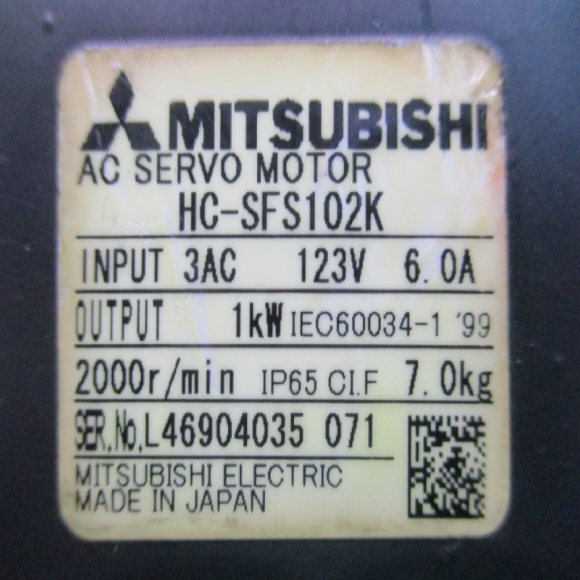 MITSUBISHI
AC SERVO MOTOR
HC-SFS102K
INPUT 3AC 123V 6.0A
OUTPUT 1kW IEC60034-1 '99
2000r/min IP65 CI.F 7.0kg
SER.No.L46904035 071
MITSUBISHI ELECTRIC
MADE IN JAPAN